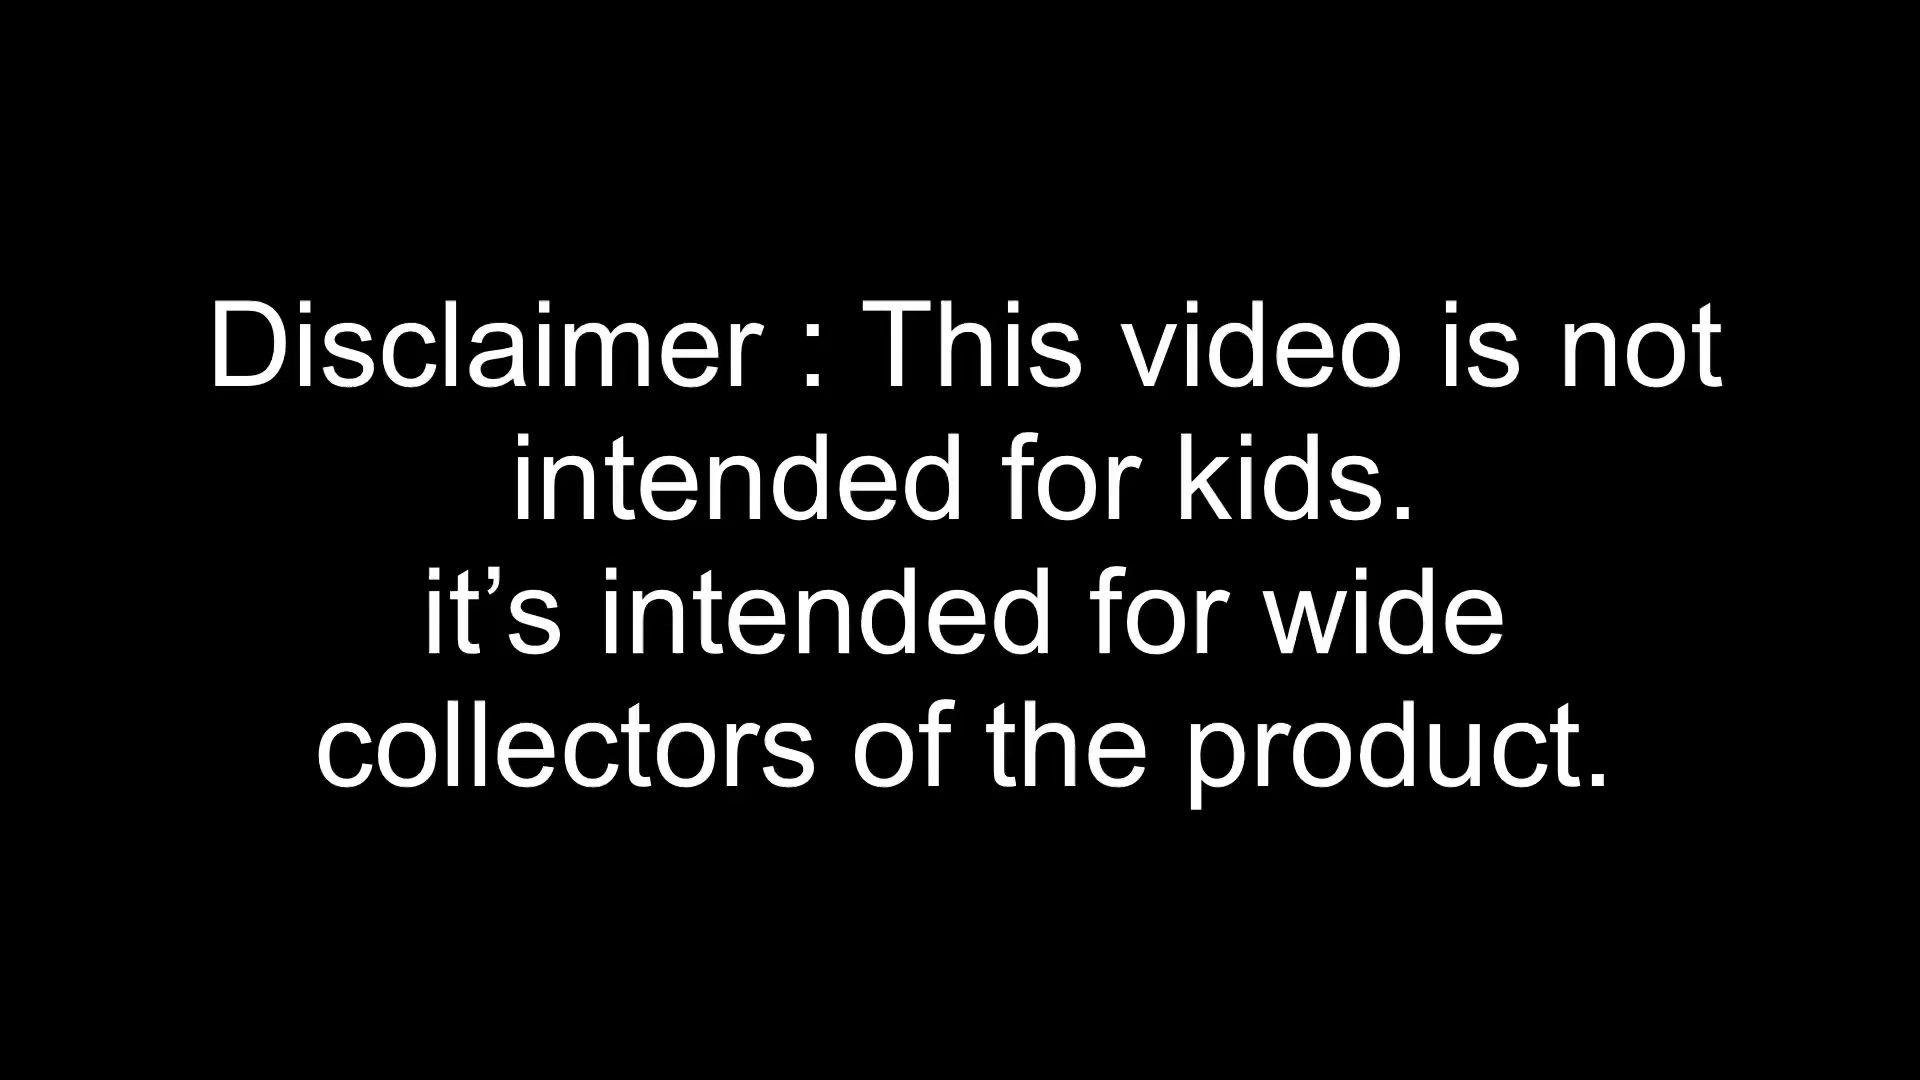 Disclaimer : This video is not
intended for kids.
it’s intended for wide
collectors of the product.